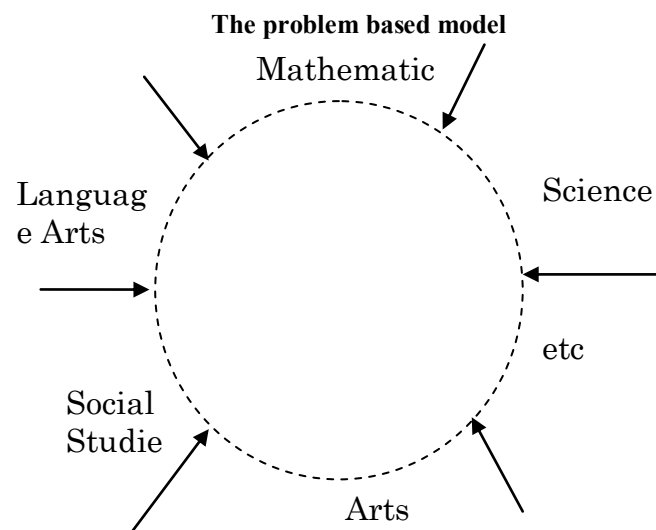 The problem based model
Mathematic
Languag
e Arts
Science
etc
Social
Studie
Arts